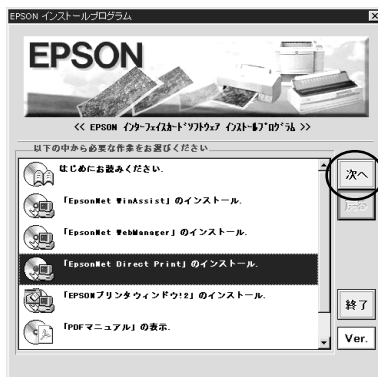 EPSON インストールプログラム
EPSON
<< EPSON インターフェイスカードソフトウェア インストールプログラム >>
以下の中から必要な作業をお選びください
はじめにお読みください.
「EpsonNet WinAssist」のインストール.
「EpsonNet WebManager」のインストール.
「EpsonNet Direct Print」のインストール.
「EPSONプリンタウィンドウ!2」のインストール.
「PDFマニュアル」の表示.
次へ
戻る
終了
Ver.